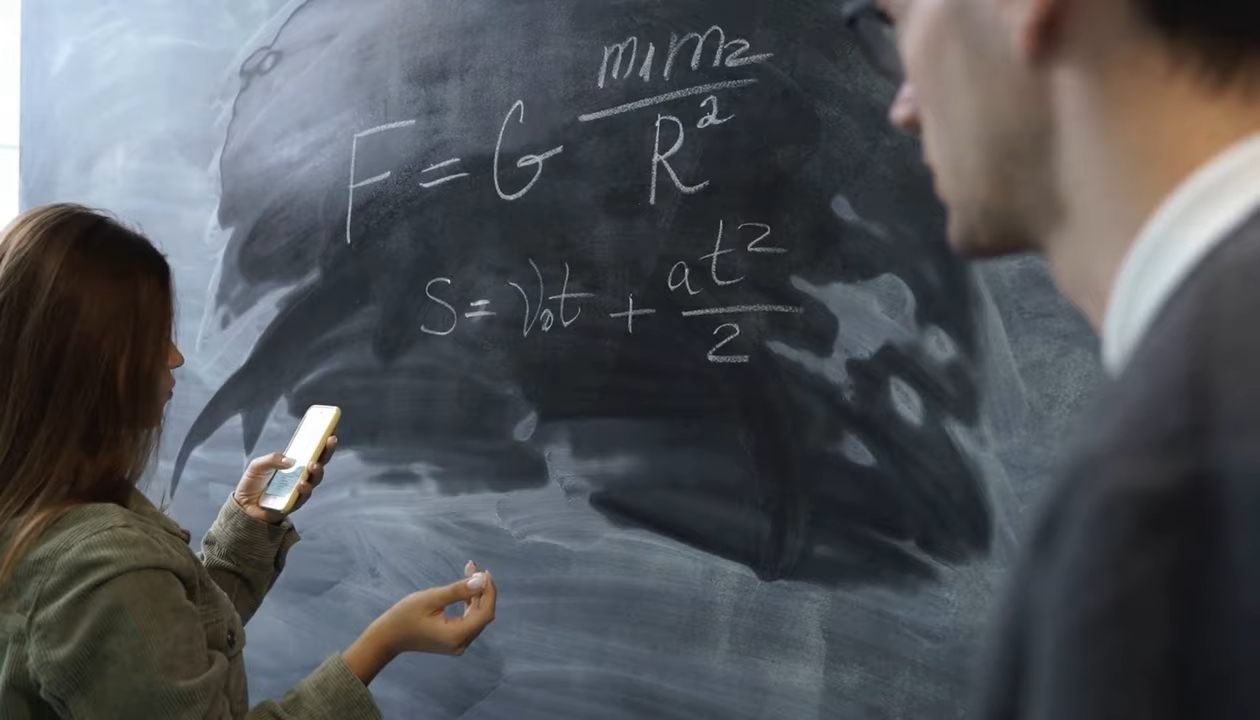 F = G m1m2 / R²
S = V₀t + at² / 2